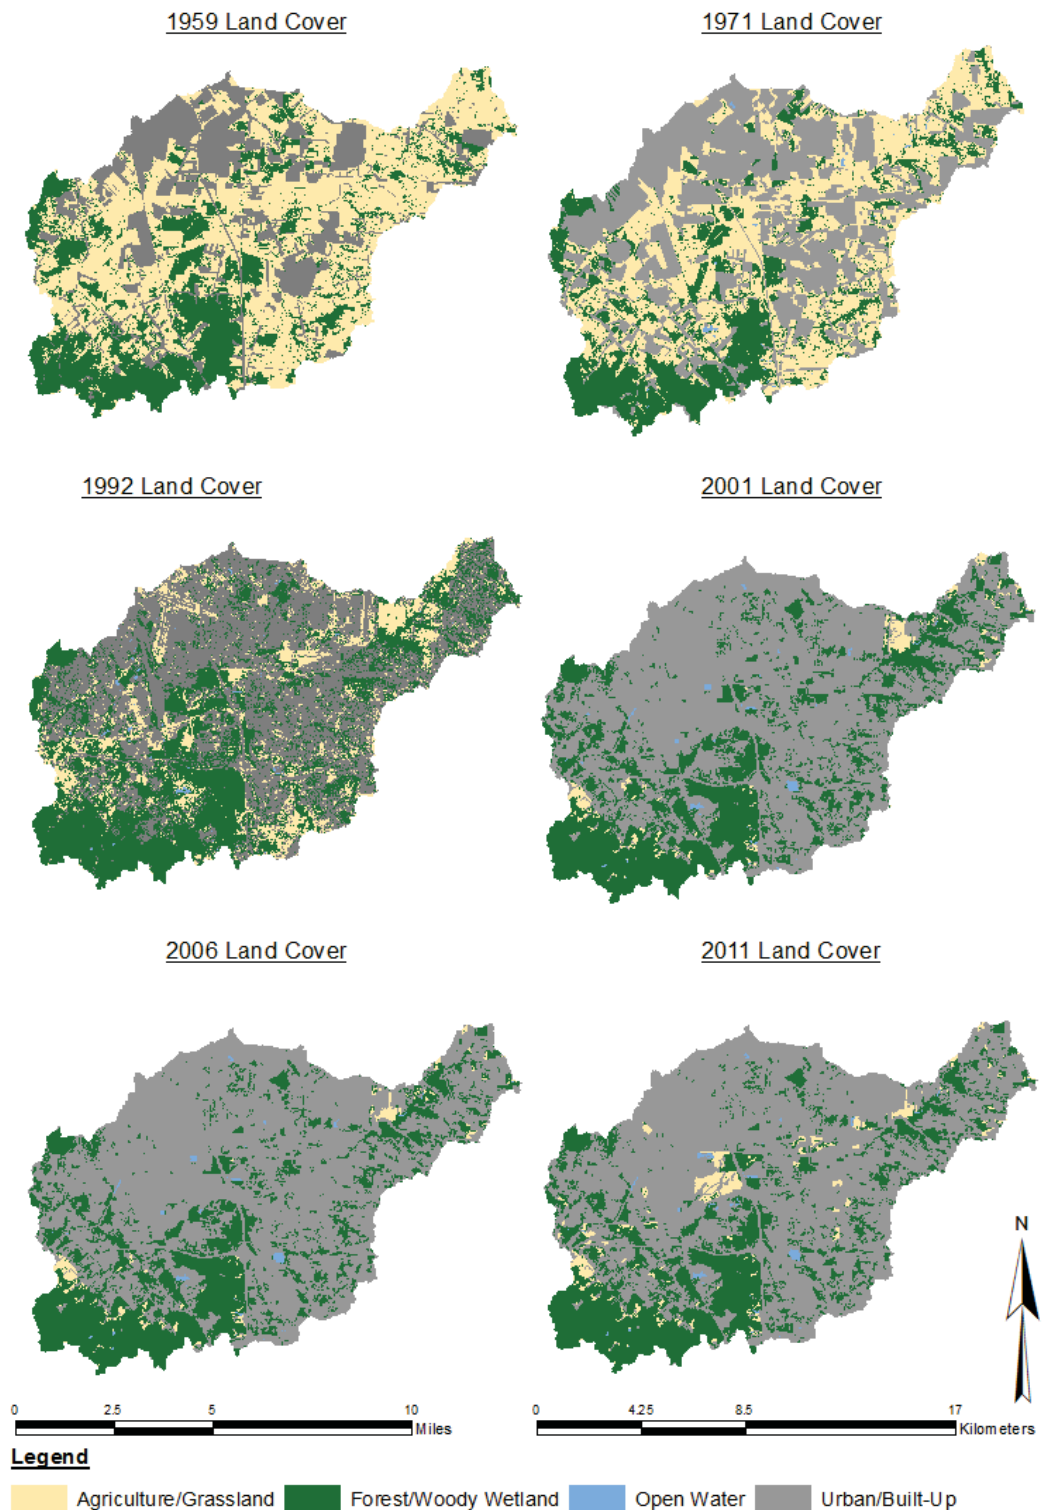 1959 Land Cover
1971 Land Cover
1992 Land Cover
2001 Land Cover
2006 Land Cover
2011 Land Cover
N
0 2.5 5 10 Miles
0 4.25 8.5 17 Kilometers
Legend
Agriculture/Grassland Forest/Woody Wetland Open Water Urban/Built-Up